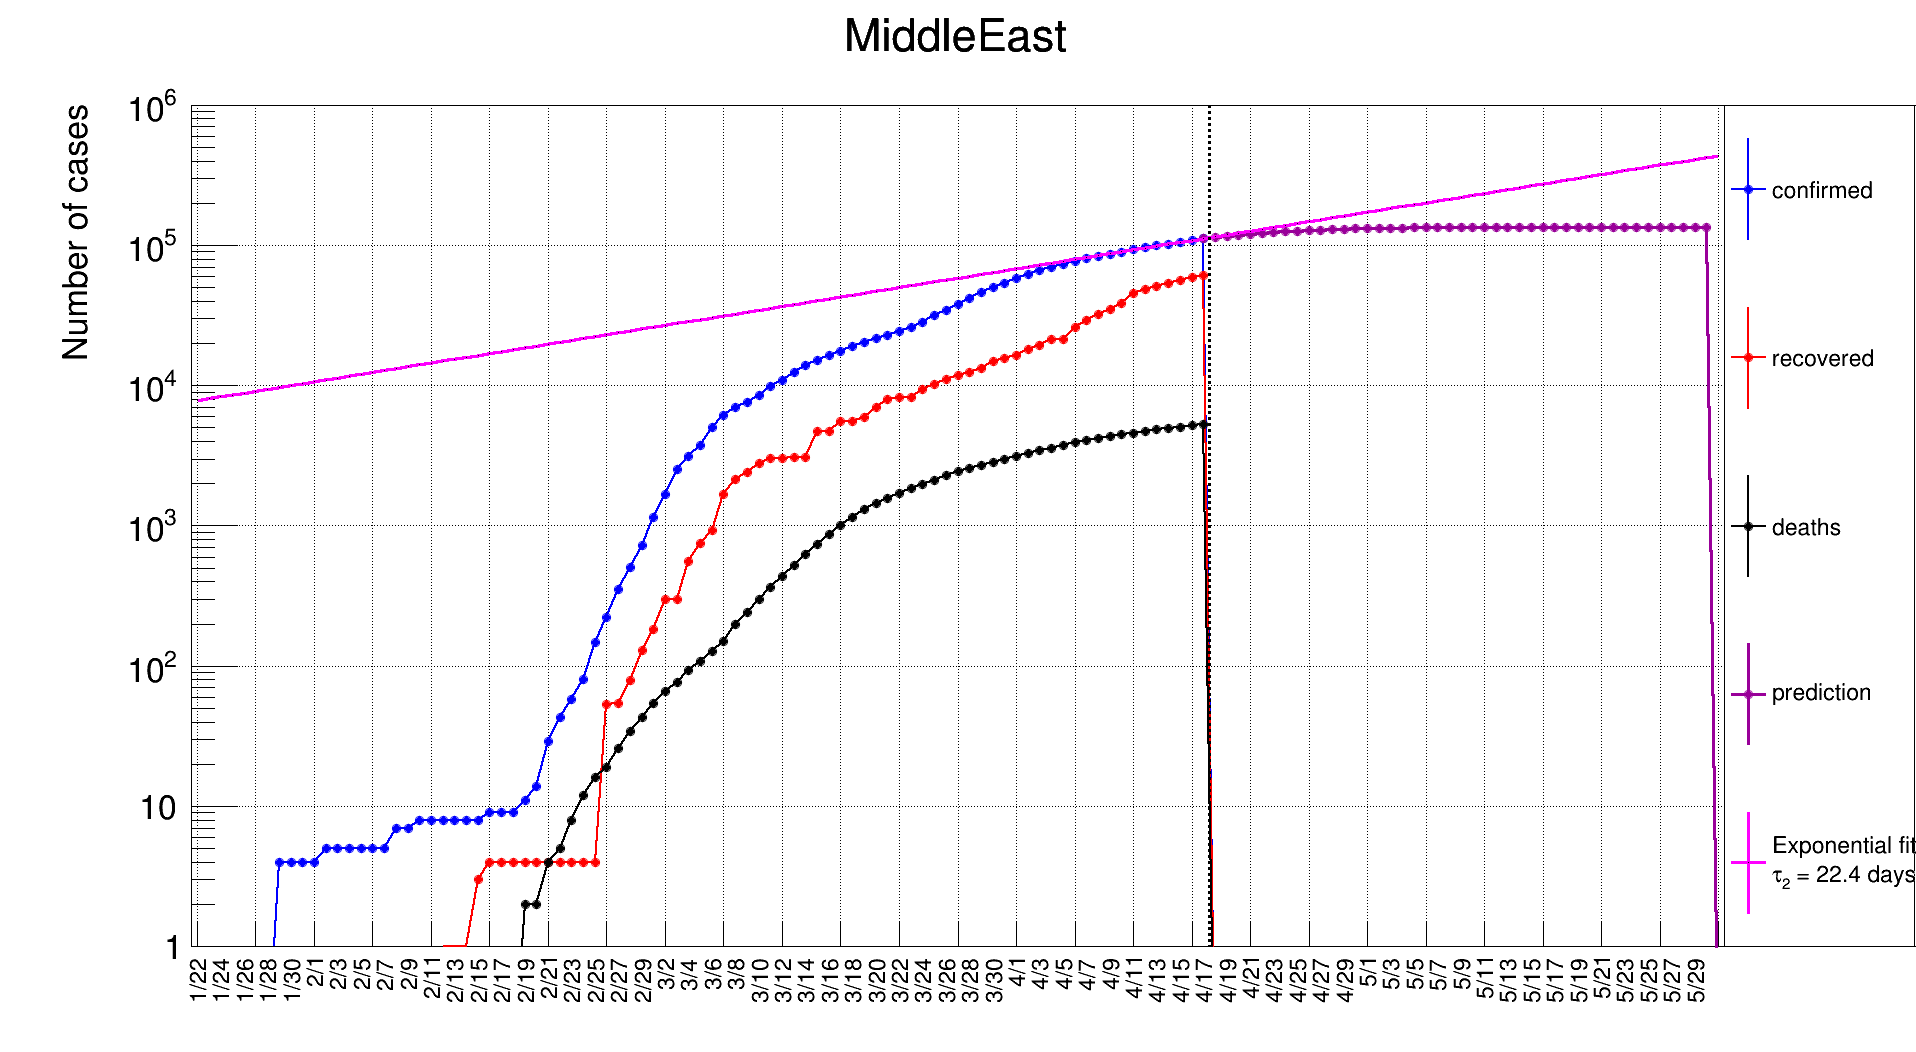 MiddleEast
Number of cases
10^6
10^5
10^4
10^3
10^2
10
1
1/22 1/24 1/26 1/28 1/30 2/1 2/3 2/5 2/7 2/9 2/11 2/13 2/15 2/17 2/19 2/21 2/23 2/25 2/27 2/29 3/2 3/4 3/6 3/8 3/10 3/12 3/14 3/16 3/18 3/20 3/22 3/24 3/26 3/28 3/30 4/1 4/3 4/5 4/7 4/9 4/11 4/13 4/15 4/17 4/19 4/21 4/23 4/25 4/27 4/29 5/1 5/3 5/5 5/7 5/9 5/11 5/13 5/15 5/17 5/19 5/21 5/23 5/25 5/27 5/29
confirmed
recovered
deaths
prediction
Exponential fit
τ₂ = 22.4 days